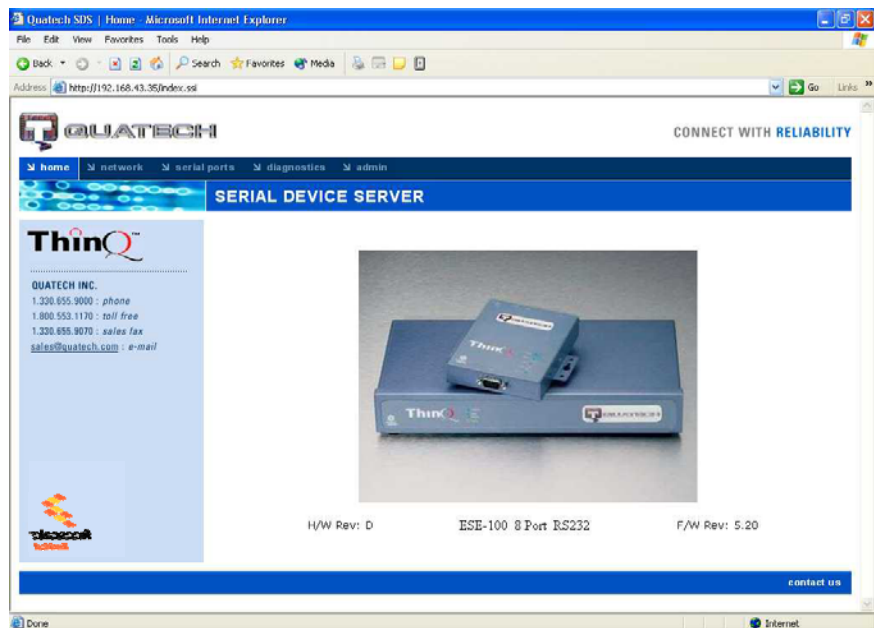 Quatech SDS | Home - Microsoft Internet Explorer
File Edit View Favorites Tools Help
Back Search Favorites Media
Address http://192.168.43.35/index.ssi Go Links »
QUATECH
CONNECT WITH RELIABILITY
home network serial ports diagnostics admin
SERIAL DEVICE SERVER
ThinQ™
QUATECH INC.
1.330.655.9000 : phone
1.800.553.1170 : toll free
1.330.655.9070 : sales fax
sales@quatech.com : e-mail
QUATECH
ThinQ
ThinQ
QUATECH
H/W Rev: D ESE-100 8 Port RS232 F/W Rev: 5.20
contact us
Done Internet